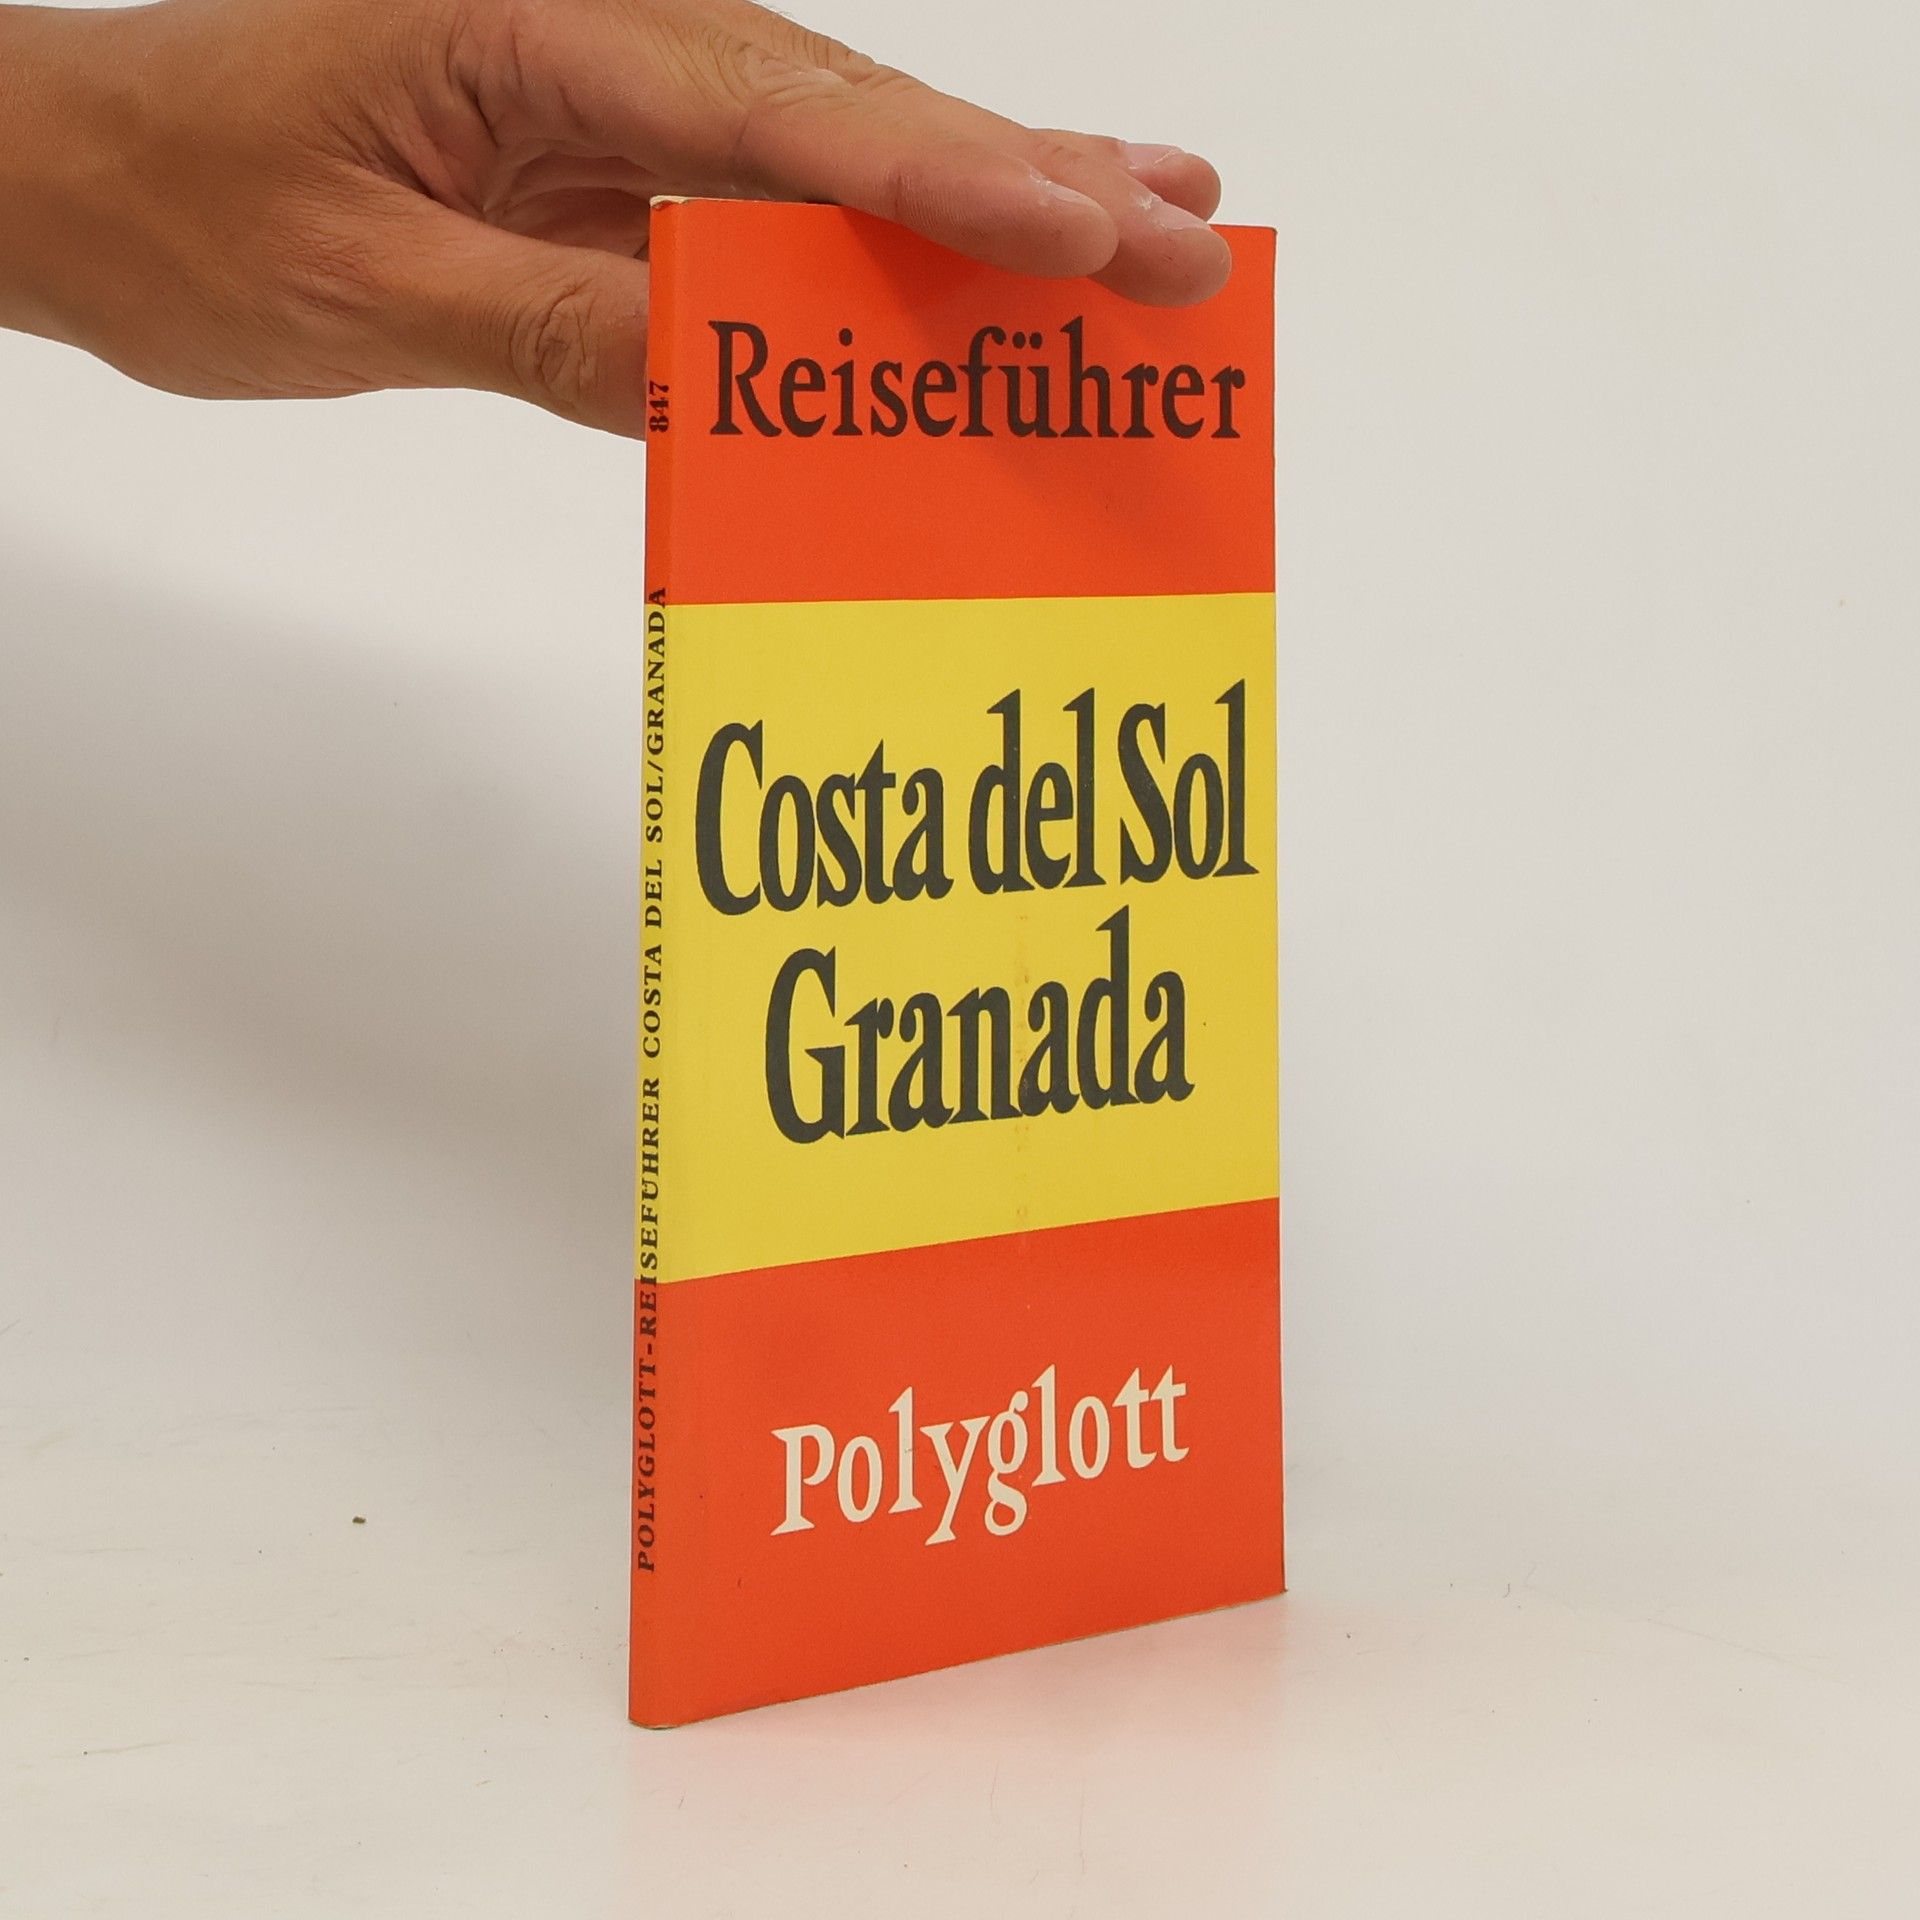 Reiseführer
Costa del Sol
Granada
Polyglott
POLYGLOTT-REISEFÜHRER COSTA DEL SOL/GRANADA 847